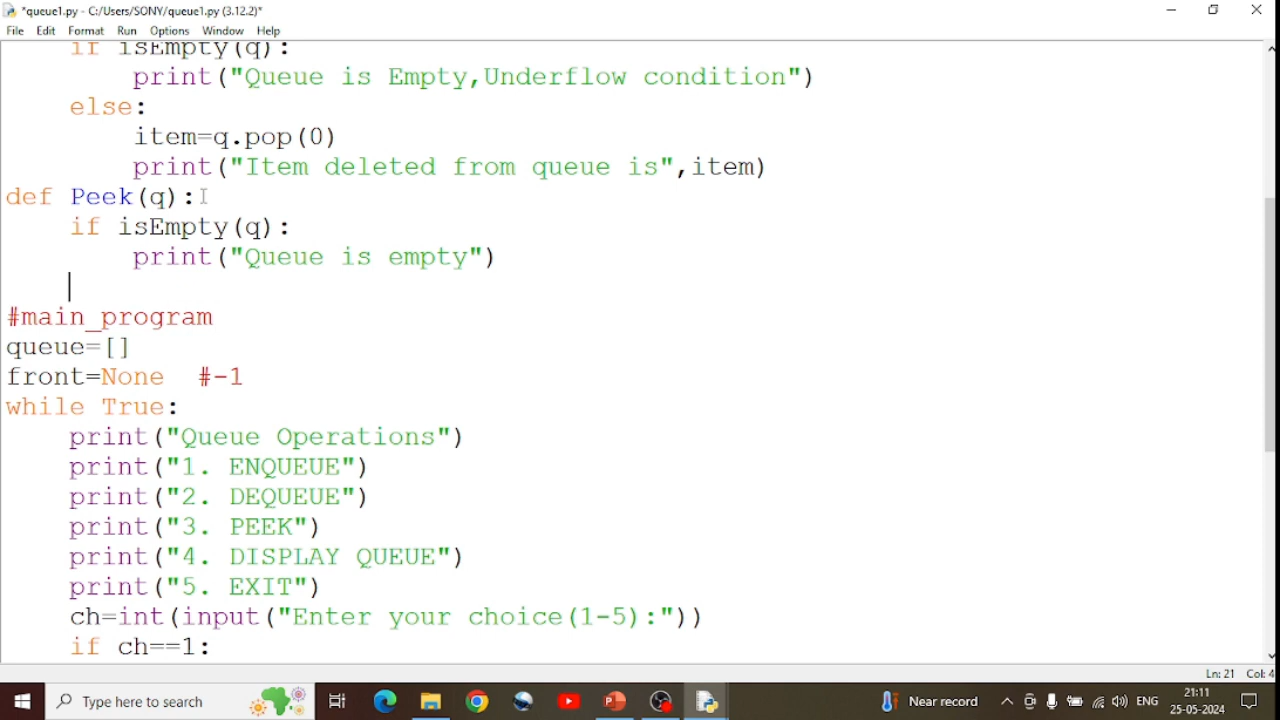 *queue1.py - C:/Users/SONY/queue1.py (3.12.2)*
File Edit Format Run Options Window Help
if isEmpty(q):
print("Queue is Empty,Underflow condition")
else:
item=q.pop(0)
print("Item deleted from queue is",item)
def Peek(q):
if isEmpty(q):
print("Queue is empty")
#main_program
queue=[]
front=None #-1
while True:
print("Queue Operations")
print("1. ENQUEUE")
print("2. DEQUEUE")
print("3. PEEK")
print("4. DISPLAY QUEUE")
print("5. EXIT")
ch=int(input("Enter your choice(1-5):"))
if ch==1:
Ln: 21 Col: 4
Type here to search
Near record
ENG
21:11
25-05-2024